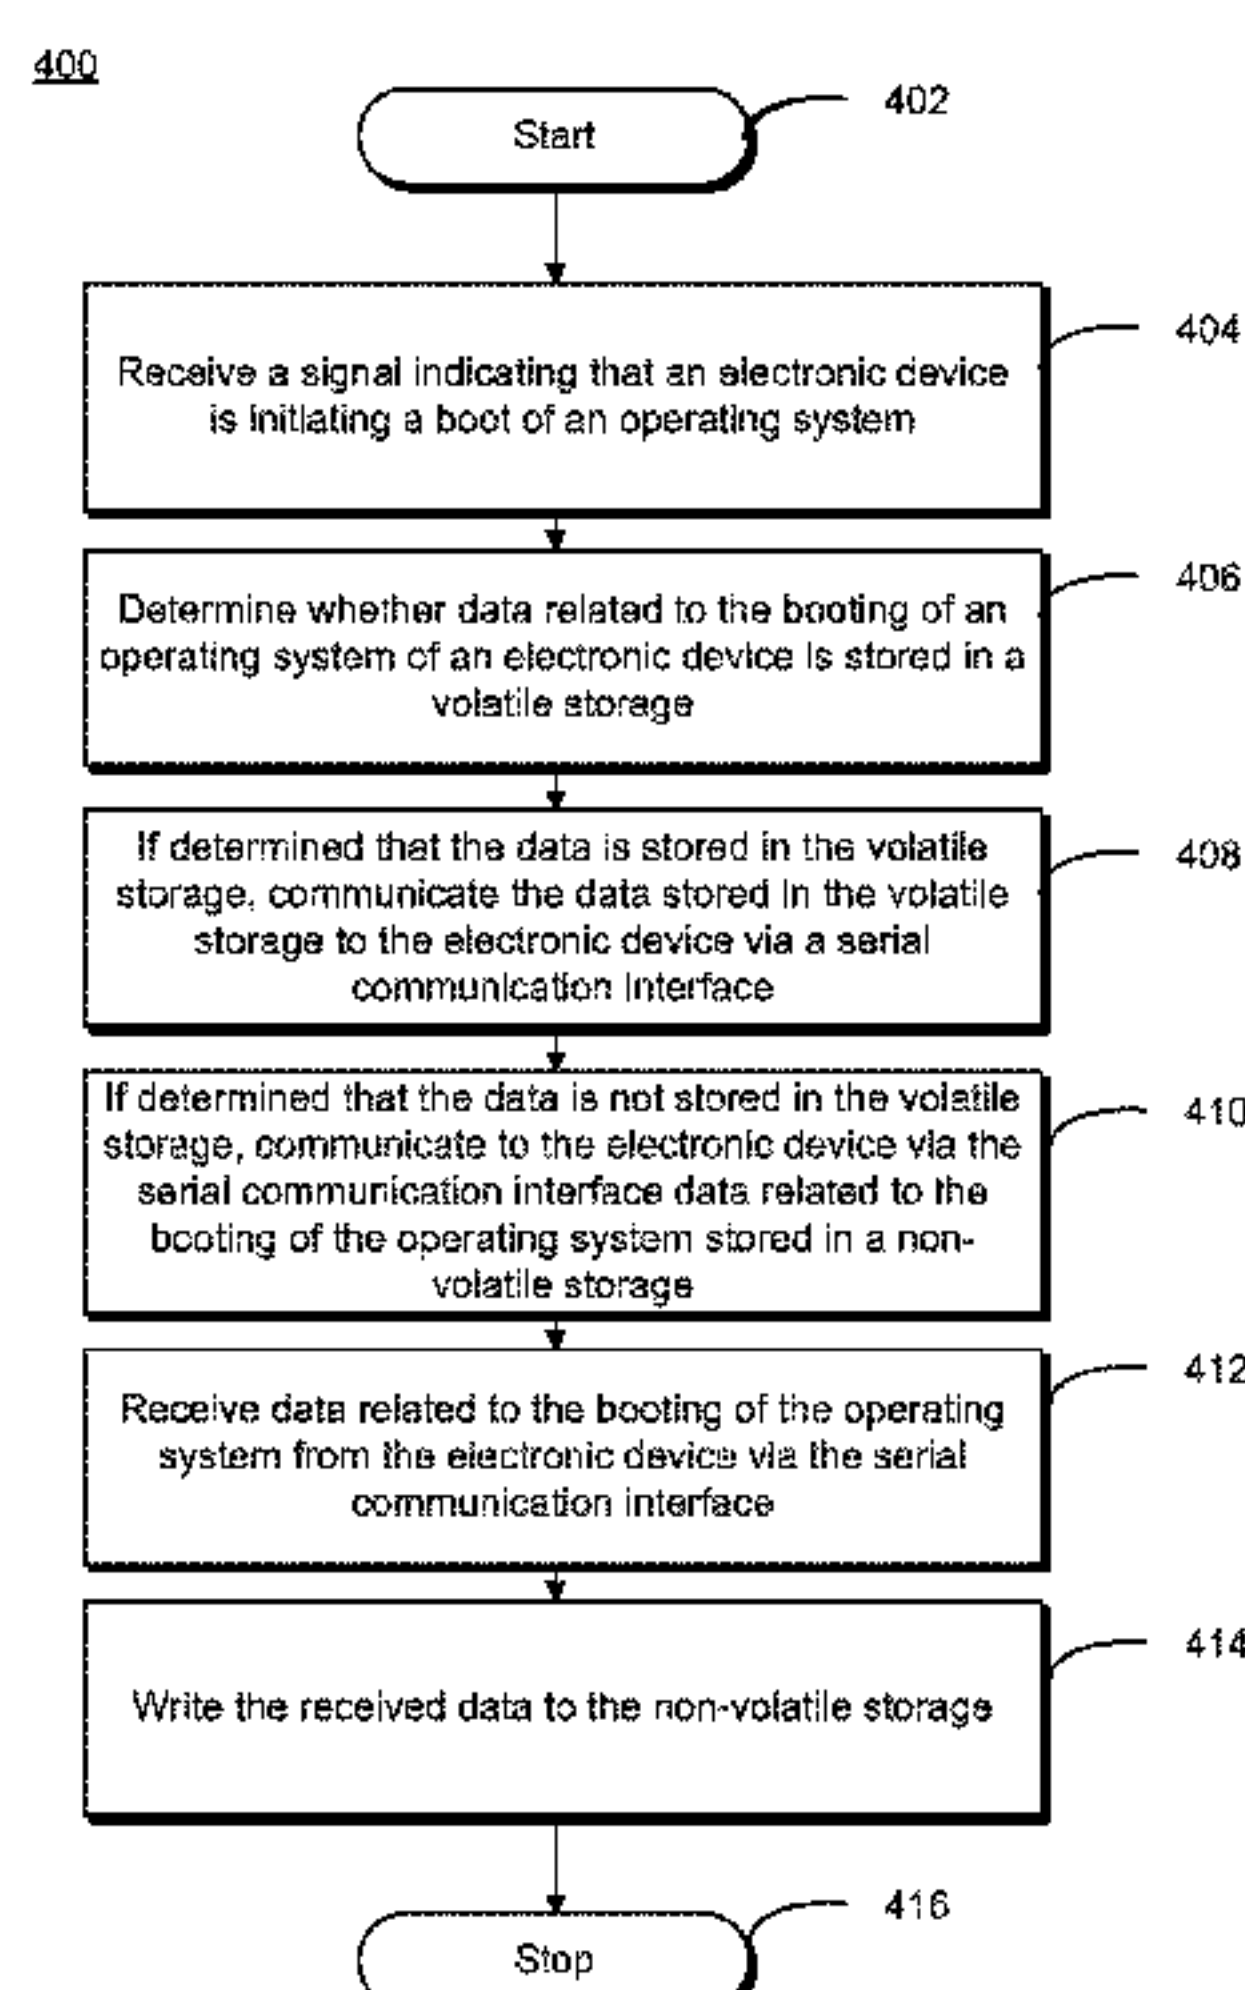 400
Start
402
Receive a signal indicating that an electronic device
is initiating a boot of an operating system
404
Determine whether data related to the booting of an
operating system of an electronic device is stored in a
volatile storage
406
If determined that the data is stored in the volatile
storage, communicate the data stored in the volatile
storage to the electronic device via a serial
communication interface
408
If determined that the data is not stored in the volatile
storage, communicate to the electronic device via the
serial communication interface data related to the
booting of the operating system stored in a non-
volatile storage
410
Receive data related to the booting of the operating
system from the electronic device via the serial
communication interface
412
Write the received data to the non-volatile storage
414
Stop
416